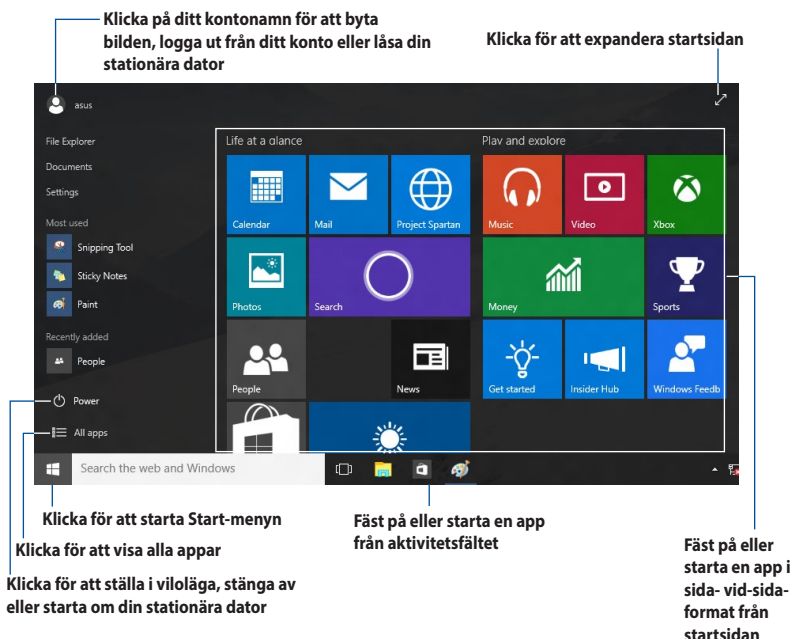 Klicka på ditt kontonamn för att byta
bilden, logga ut från ditt konto eller låsa din
stationära dator
Klicka för att expandera startsidan
asus
File Explorer
Documents
Settings
Most used
Snipping Tool
Sticky Notes
Paint
Recently added
People
Power
All apps
Life at a glance
Play and explore
Calendar
Mail
Project Spartan
Music
Video
Xbox
Photos
Search
Money
Sports
People
News
Get started
Insider Hub
Windows Feedb
Search the web and Windows
Klicka för att starta Start-menyn
Klicka för att visa alla appar
Klicka för att ställa i viloläga, stänga av
eller starta om din stationära dator
Fäst på eller starta en app
från aktivitetsfältet
Fäst på eller
starta en app i
sida- vid-sida-
format från
startsidan